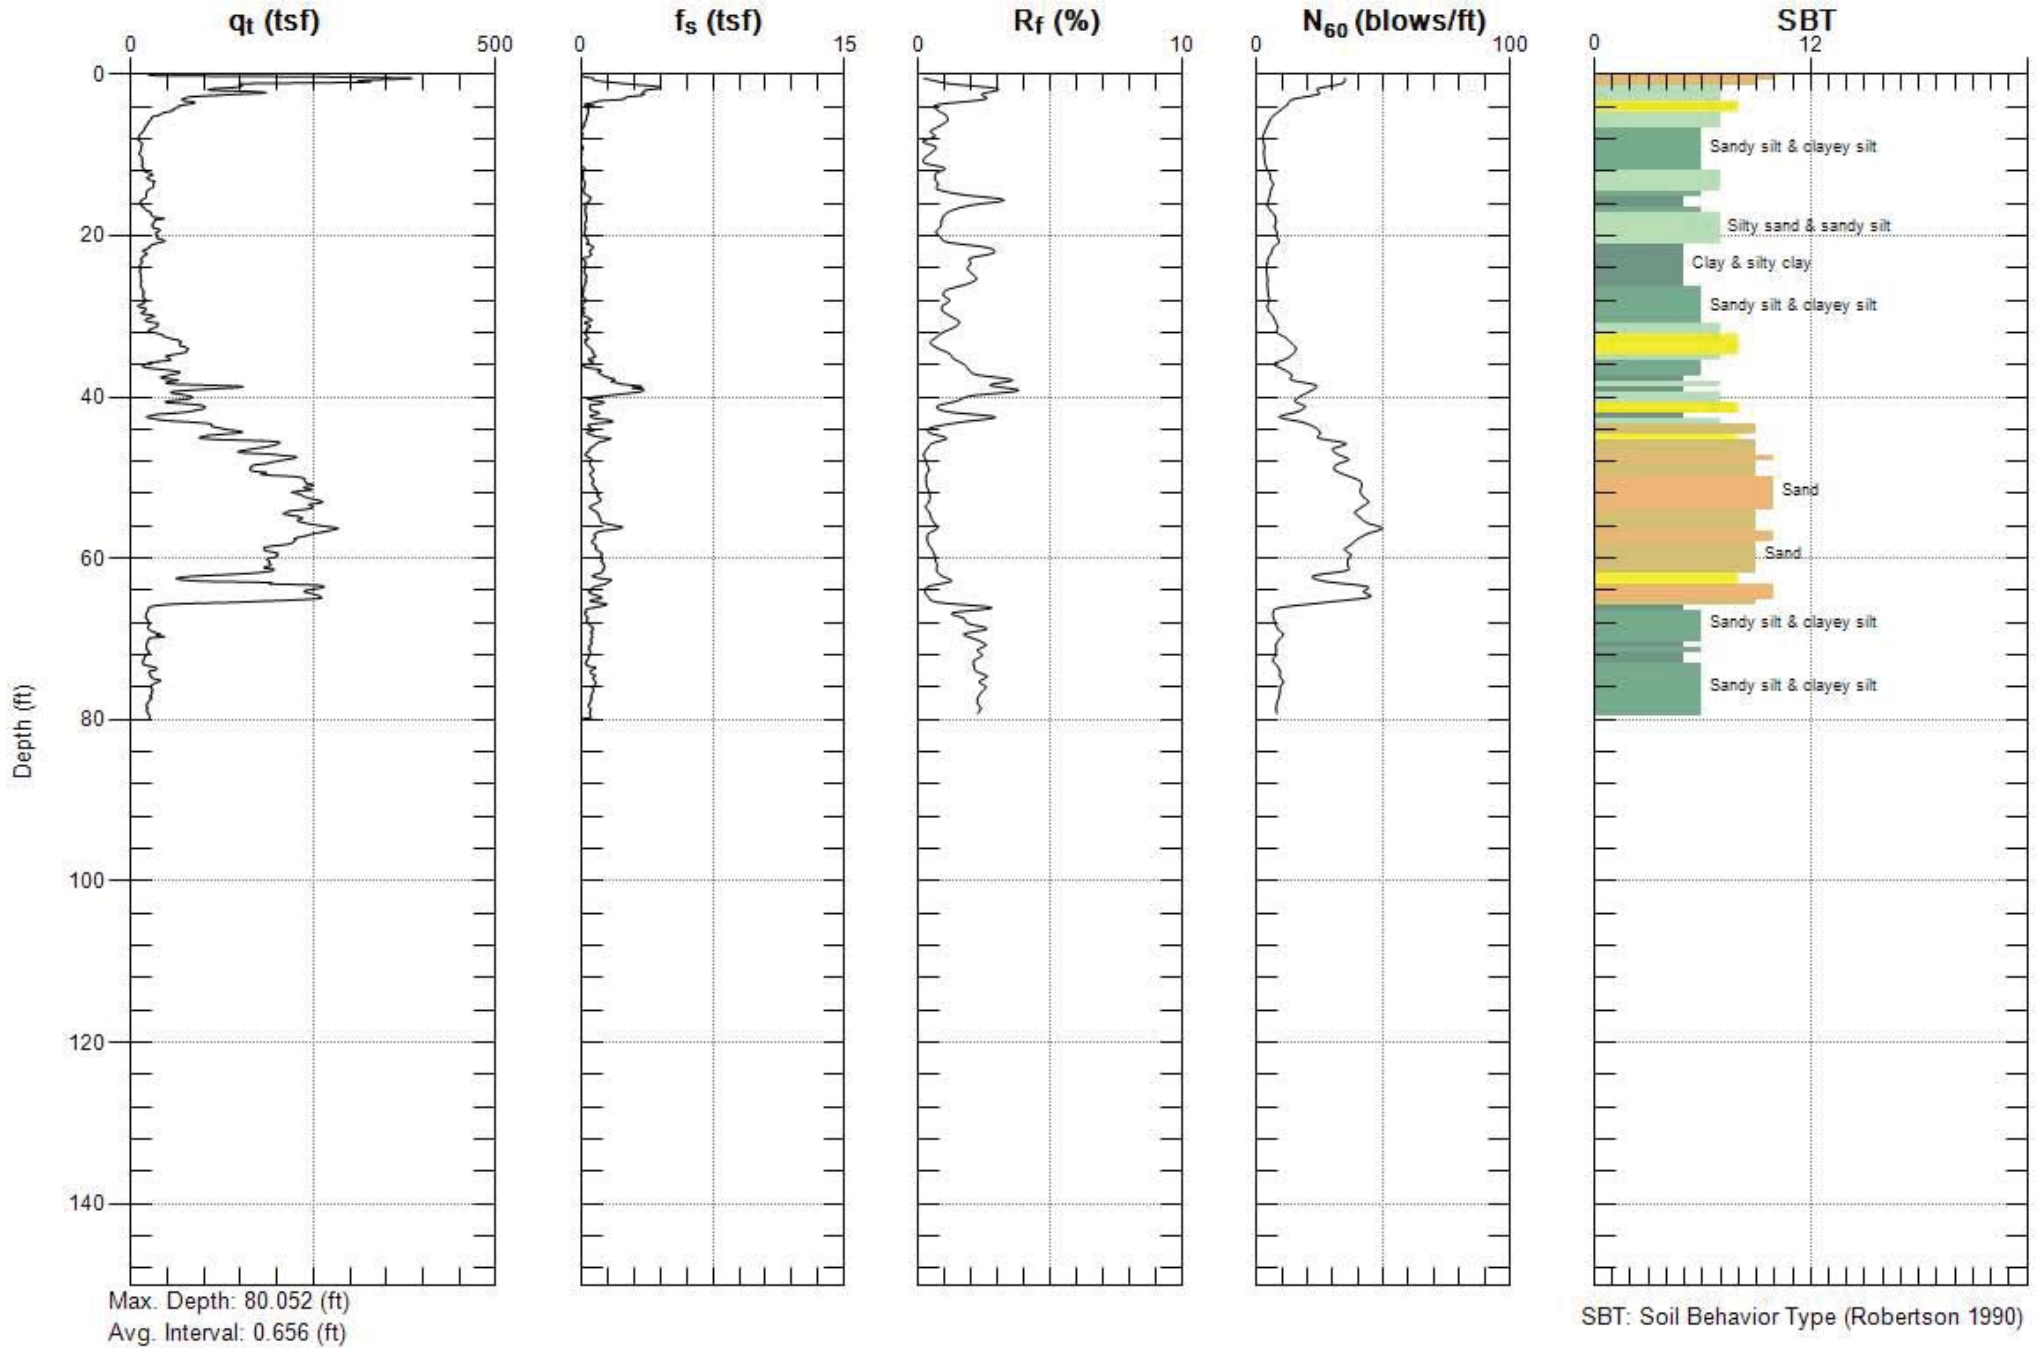 qt (tsf) fs (tsf) Rf (%) N60 (blows/ft) SBT
0 500 0 15 0 10 0 100 0 12
0
Sandy silt & clayey silt
20
Silty sand & sandy silt
Clay & silty clay
Sandy silt & clayey silt
40
Sand
60
Sand
Sandy silt & clayey silt
Sandy silt & clayey silt
80
Depth (ft)
100
120
140
Max. Depth: 80.052 (ft)
Avg. Interval: 0.656 (ft)
SBT: Soil Behavior Type (Robertson 1990)